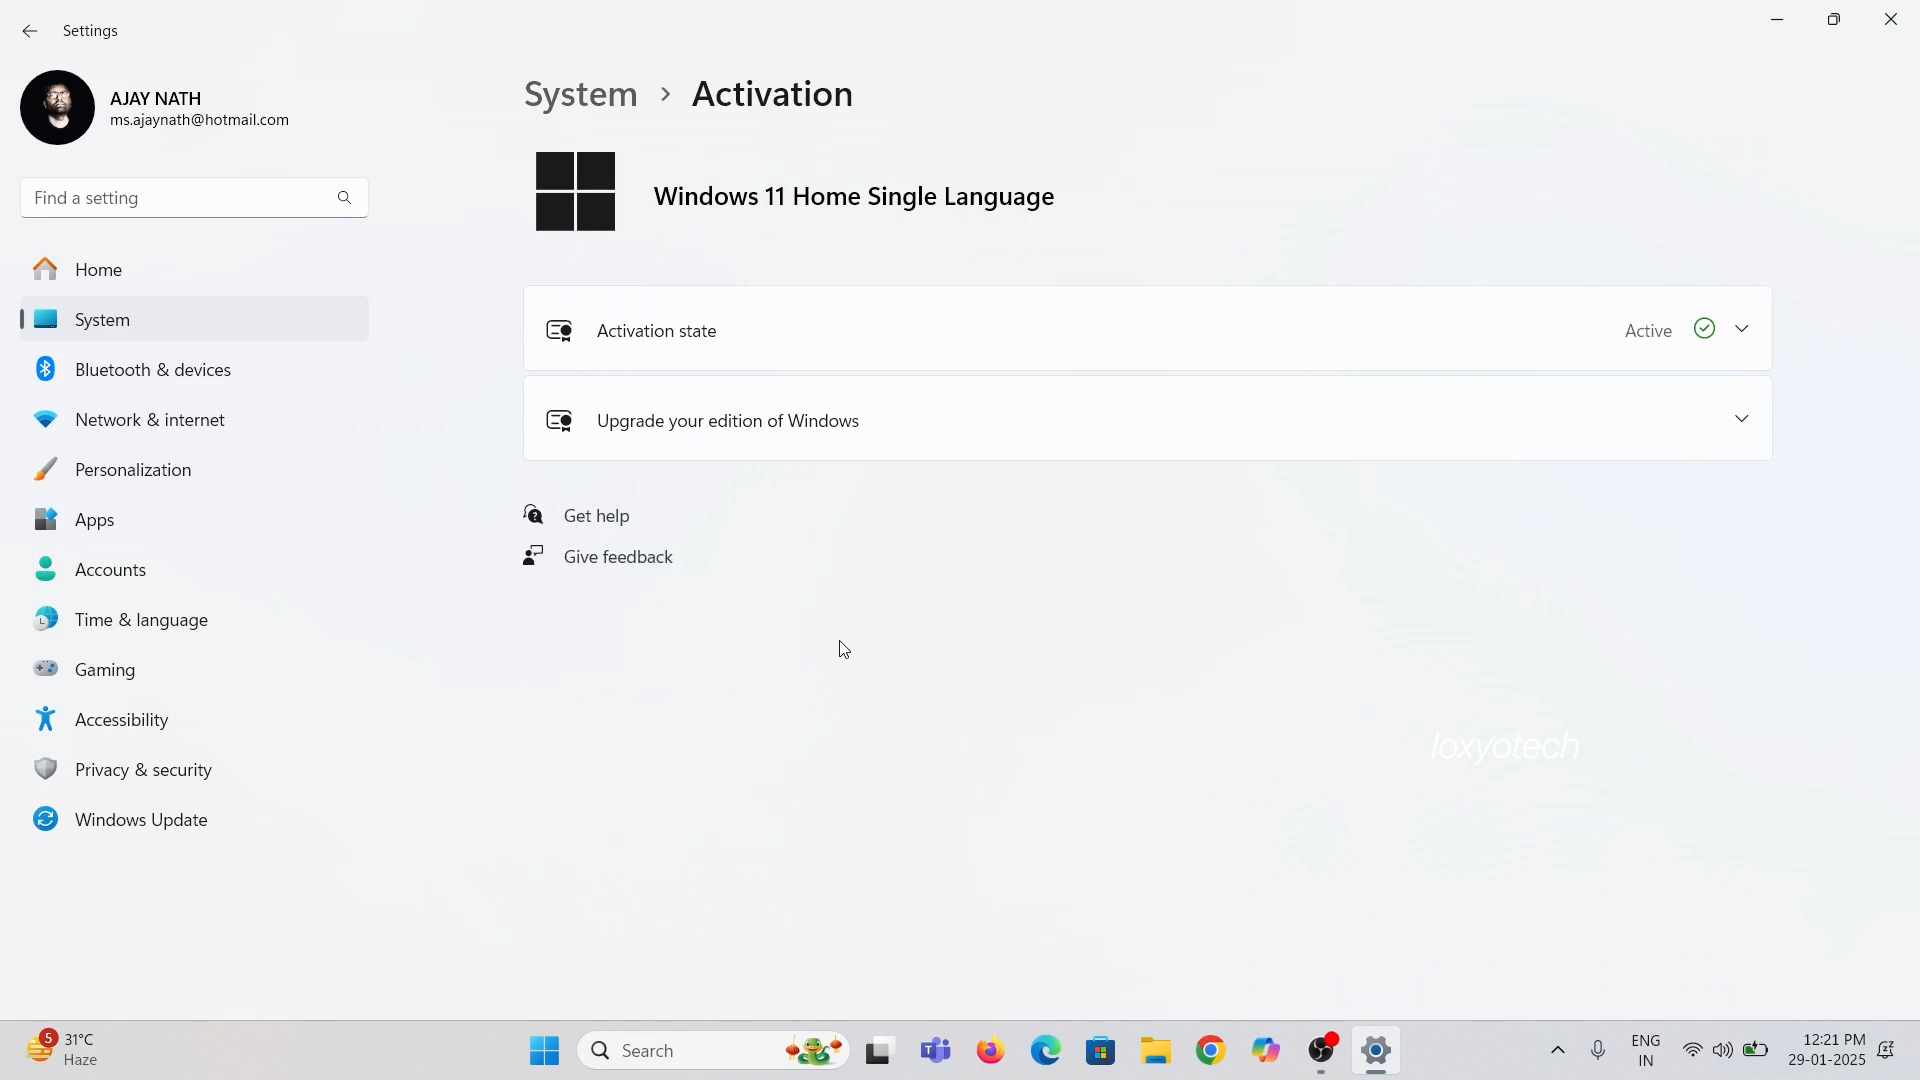 Settings
AJAY NATH
ms.ajaynath@hotmail.com
Find a setting
Home
System
Bluetooth & devices
Network & internet
Personalization
Apps
Accounts
Time & language
Gaming
Accessibility
Privacy & security
Windows Update
System > Activation
Windows 11 Home Single Language
Activation state Active
Upgrade your edition of Windows
Get help
Give feedback
loxyotech
5 31°C
Haze
Search
ENG
IN
12:21 PM
29-01-2025